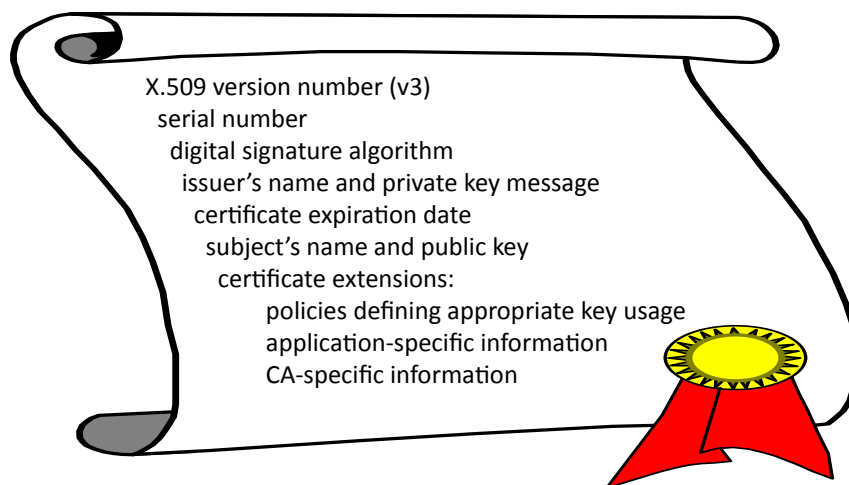 X.509 version number (v3)
serial number
digital signature algorithm
issuer’s name and private key message
certificate expiration date
subject’s name and public key
certificate extensions:
policies defining appropriate key usage
application-specific information
CA-specific information